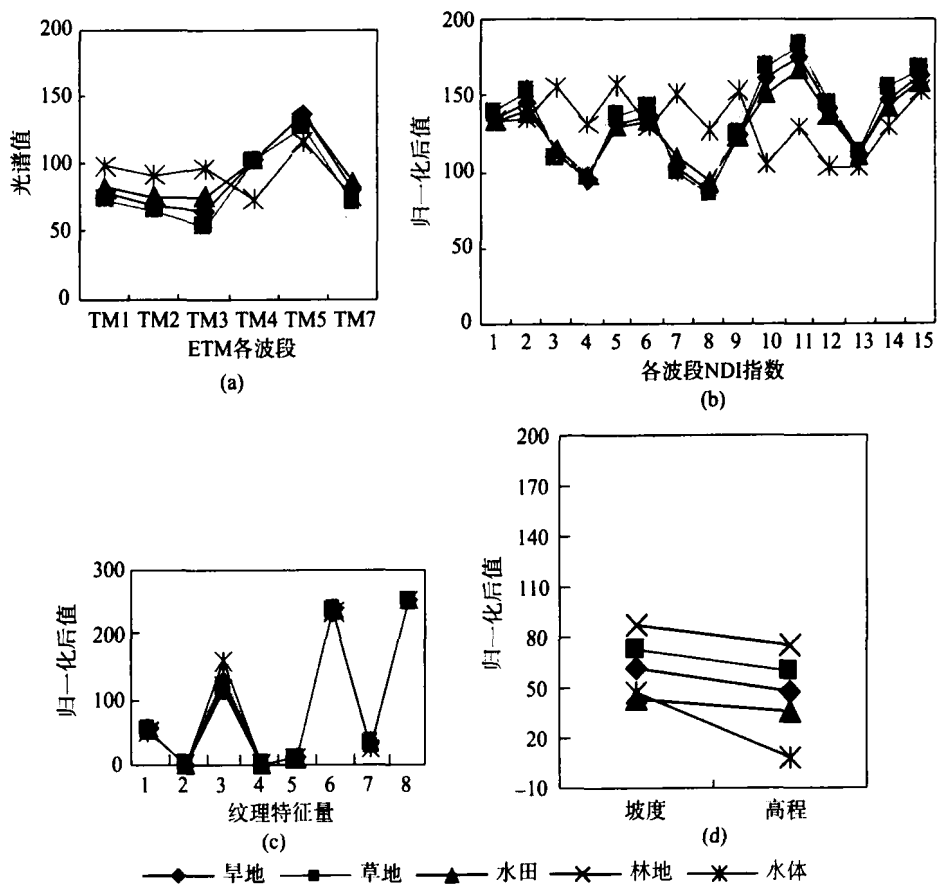 200
150
100
50
0
光谱值
TM1 TM2 TM3 TM4 TM5 TM7
ETM各波段
(a)
200
150
100
50
0
归一化后值
1 2 3 4 5 6 7 8 9 10 11 12 13 14 15
各波段NDI指数
(b)
300
200
100
0
归一化后值
1 2 3 4 5 6 7 8
纹理特征量
(c)
200
170
140
110
80
50
20
-10
归一化后值
坡度 高程
(d)
旱地 草地 水田 林地 水体